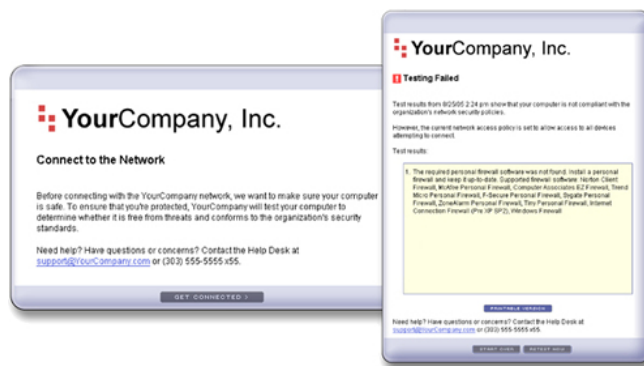 YourCompany, Inc.
Connect to the Network
Before connecting with the YourCompany network, we want to make sure your computer
is safe. To ensure that you're protected, YourCompany will test your computer to
determine whether it is free from threats and conforms to the organization's security
standards.
Need help? Have questions or concerns? Contact the Help Desk at
support@YourCompany.com or (303) 555-5555 x55.
GET CONNECTED >
YourCompany, Inc.
Testing Failed
Test results from 8/25/05 2:24 pm show that your computer is not compliant with the
organization's network security policies.
However, the current network access policy is set to allow access to all devices
attempting to connect.
Test results:
1. The required personal firewall software was not found. Install a personal
firewall and keep it up-to-date. Supported firewall software: Norton Client
Firewall, McAfee Personal Firewall, Computer Associates EZ Firewall, Trend
Micro Personal Firewall, F-Secure Personal Firewall, Sygate Personal
Firewall, ZoneAlarm Personal Firewall, Tiny Personal Firewall, Internet
Connection Firewall (Pre XP SP2), Windows Firewall
PRINTABLE VERSION
Need help? Have questions or concerns? Contact the Help Desk at
support@YourCompany.com or (303) 555-5555 x55.
START OVER RETEST NOW